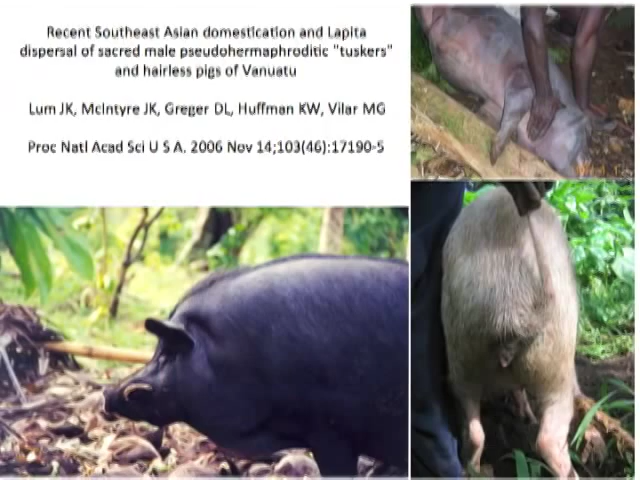 Recent Southeast Asian domestication and Lapita
dispersal of sacred male pseudohermaphroditic "tuskers"
and hairless pigs of Vanuatu
Lum JK, McIntyre JK, Greger DL, Huffman KW, Vilar MG
Proc Natl Acad Sci U S A. 2006 Nov 14;103(46):17190-5